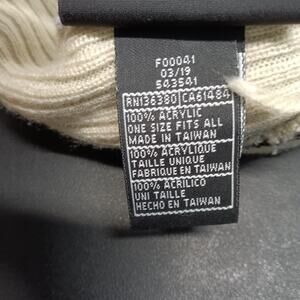 F00041
03/19
543541
RN136380 CA61484
100% ACRYLIC
ONE SIZE FITS ALL
MADE IN TAIWAN
100% ACRYLIQUE
TAILLE UNIQUE
FABRIQUE EN TAIWAN
100% ACRILICO
UNI TAILLE
HECHO EN TAIWAN